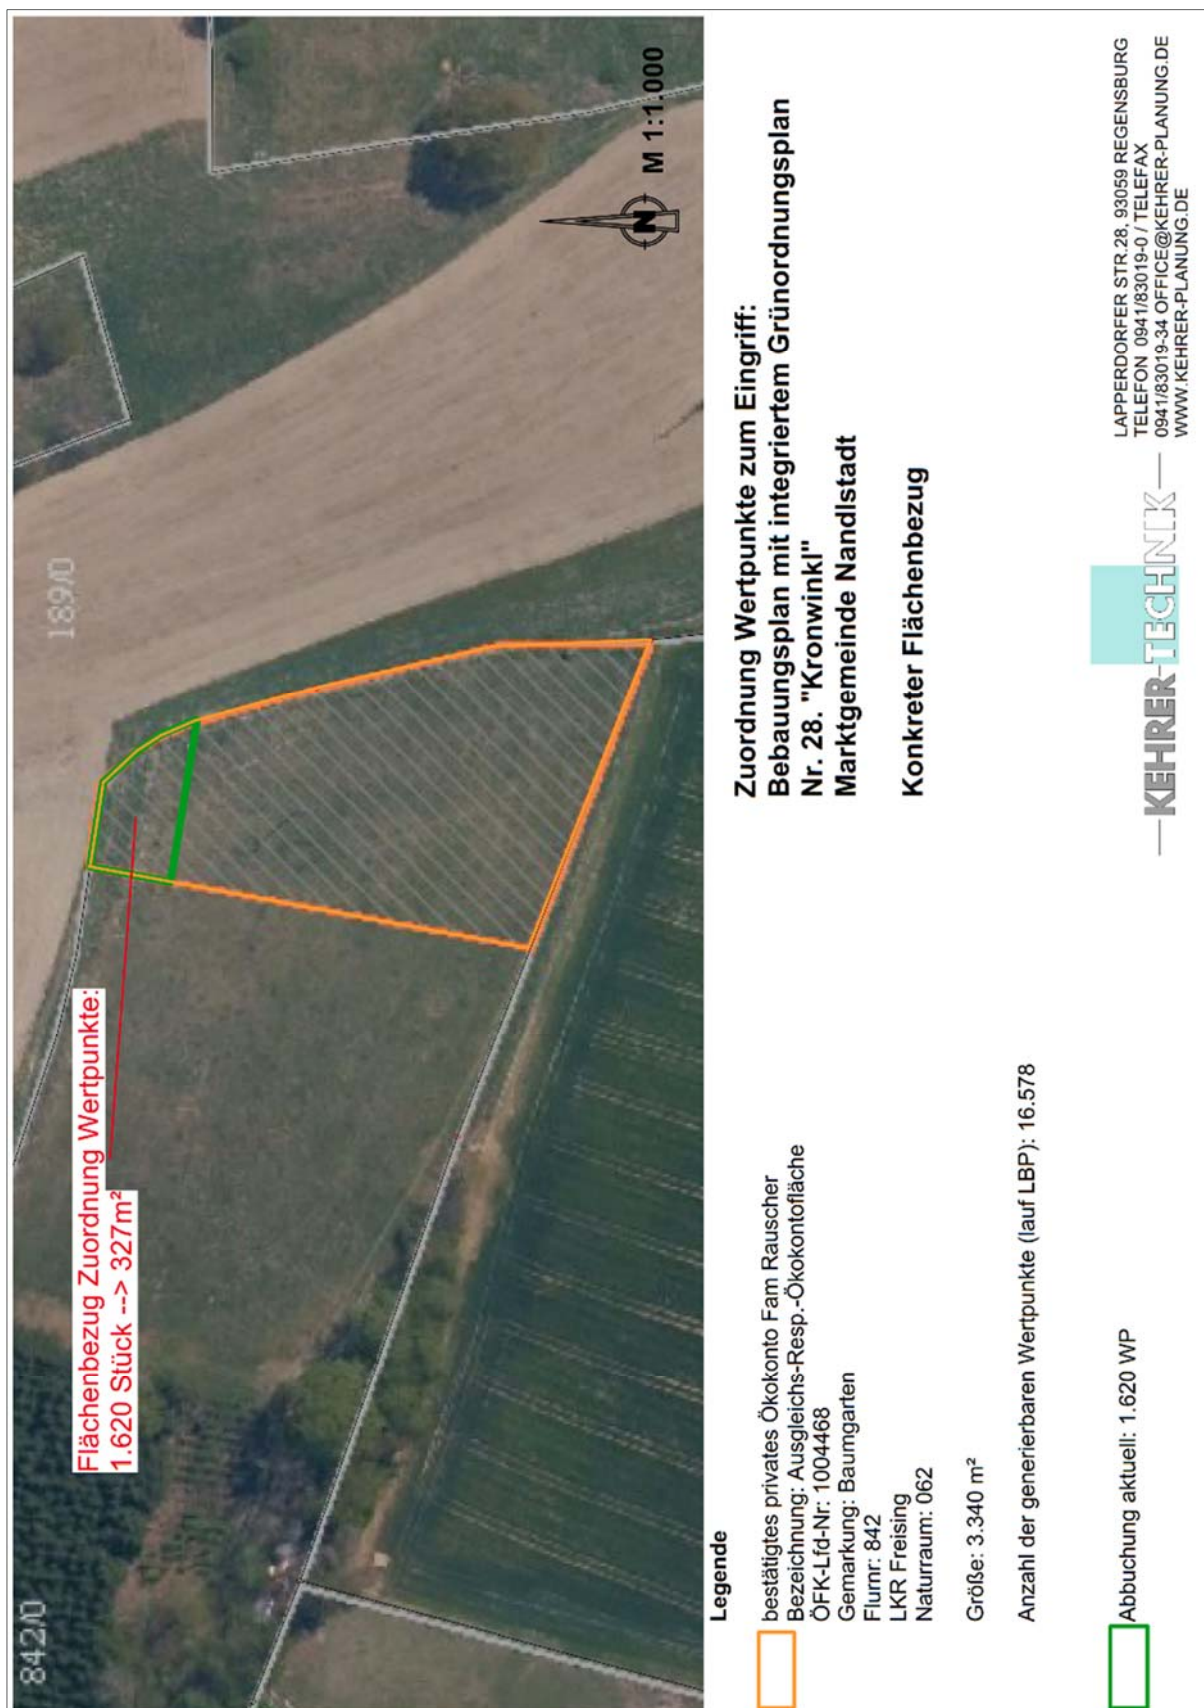 842/0
189/0
Flächenbezug Zuordnung Wertpunkte:
1.620 Stück --> 327m²
N
M 1:1.000
Legende
bestätigtes privates Ökokonto Fam Rauscher
Bezeichnung: Ausgleichs-Resp.-Ökokontofläche
ÖFK-Lfd-Nr: 1004468
Gemarkung: Baumgarten
Flurnr: 842
LKR Freising
Naturraum: 062
Größe: 3.340 m²
Anzahl der generierbaren Wertpunkte (lauf LBP): 16.578
Abbuchung aktuell: 1.620 WP
Zuordnung Wertpunkte zum Eingriff:
Bebauungsplan mit integriertem Grünordnungsplan
Nr. 28. "Kronwinkl"
Marktgemeinde Nandlstadt
Konkreter Flächenbezug
KEHRER TECHNIK
LAPPERDORFER STR.28, 93059 REGENSBURG
TELEFON 0941/83019-0 / TELEFAX
0941/83019-34 OFFICE@KEHRER-PLANUNG.DE
WWW.KEHRER-PLANUNG.DE